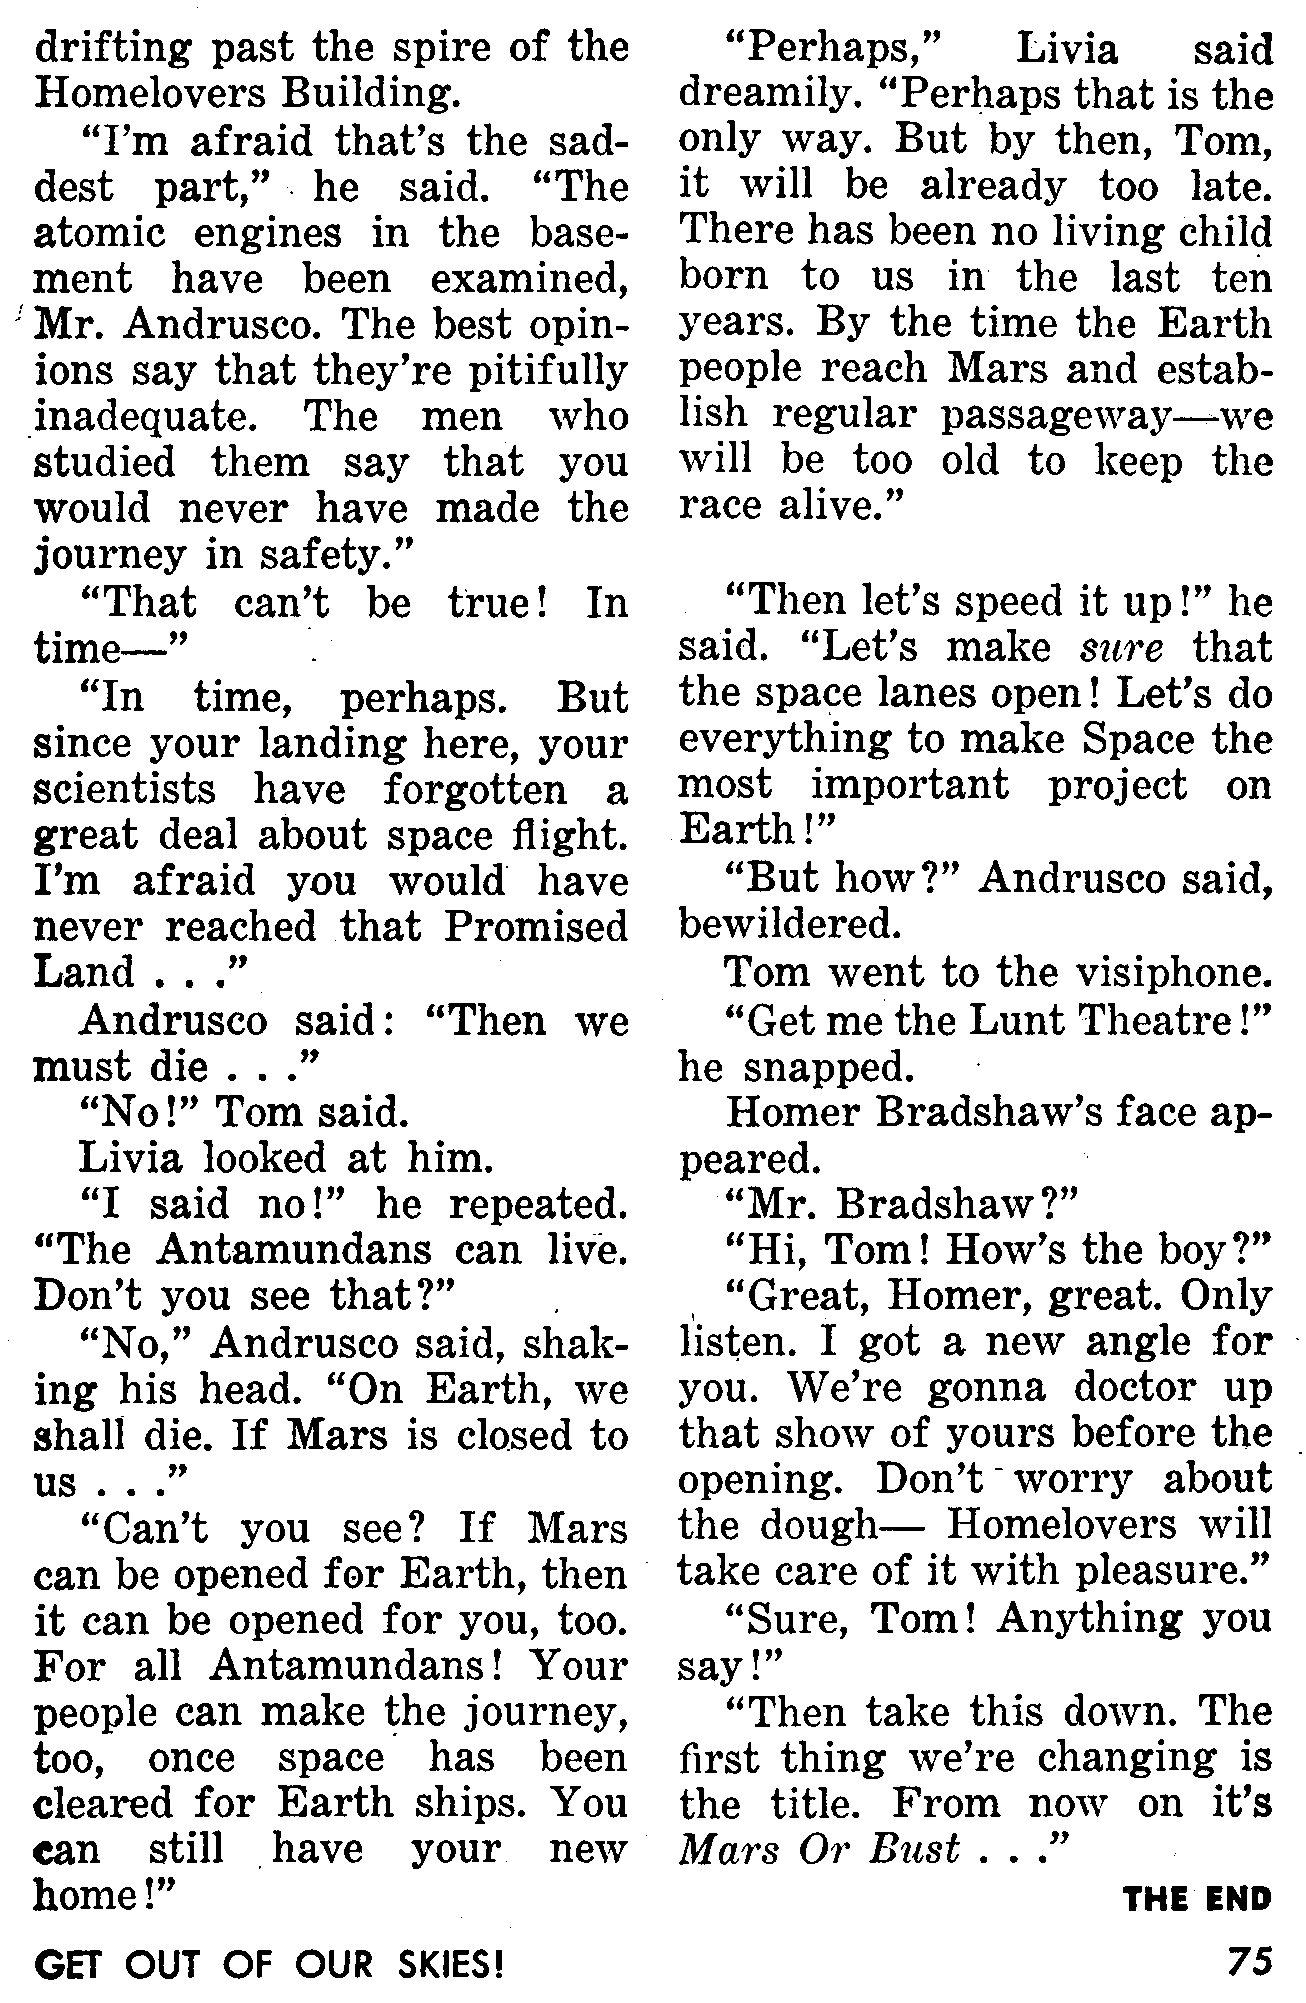 drifting past the spire of the
Homelovers Building.
“I’m afraid that’s the sad-
dest part,” he said. “The
atomic engines in the base-
ment have been examined,
Mr. Andrusco. The best opin-
ions say that they’re pitifully
inadequate. The men who
studied them say that you
would never have made the
journey in safety.”
“That can’t be true! In
time—”
“In time, perhaps. But
since your landing here, your
scientists have forgotten a
great deal about space flight.
I’m afraid you would have
never reached that Promised
Land . . .”
Andrusco said: “Then we
must die . . .”
“No!” Tom said.
Livia looked at him.
“I said no!” he repeated.
“The Antamundans can live.
Don’t you see that?”
“No,” Andrusco said, shak-
ing his head. “On Earth, we
shall die. If Mars is closed to
us . . .”
“Can’t you see? If Mars
can be opened for Earth, then
it can be opened for you, too.
For all Antamundans! Your
people can make the journey,
too, once space has been
cleared for Earth ships. You
can still have your new
home!”
“Perhaps,” Livia said
dreamily. “Perhaps that is the
only way. But by then, Tom,
it will be already too late.
There has been no living child
born to us in the last ten
years. By the time the Earth
people reach Mars and estab-
lish regular passageway—we
will be too old to keep the
race alive.”
“Then let’s speed it up!” he
said. “Let’s make sure that
the space lanes open! Let’s do
everything to make Space the
most important project on
Earth!”
“But how?” Andrusco said,
bewildered.
Tom went to the visiphone.
“Get me the Lunt Theatre!”
he snapped.
Homer Bradshaw’s face ap-
peared.
“Mr. Bradshaw?”
“Hi, Tom! How’s the boy?”
“Great, Homer, great. Only
listen. I got a new angle for
you. We’re gonna doctor up
that show of yours before the
opening. Don’t worry about
the dough— Homelovers will
take care of it with pleasure.”
“Sure, Tom! Anything you
say!”
“Then take this down. The
first thing we’re changing is
the title. From now on it’s
Mars Or Bust . . .”
THE END
GET OUT OF OUR SKIES!
75